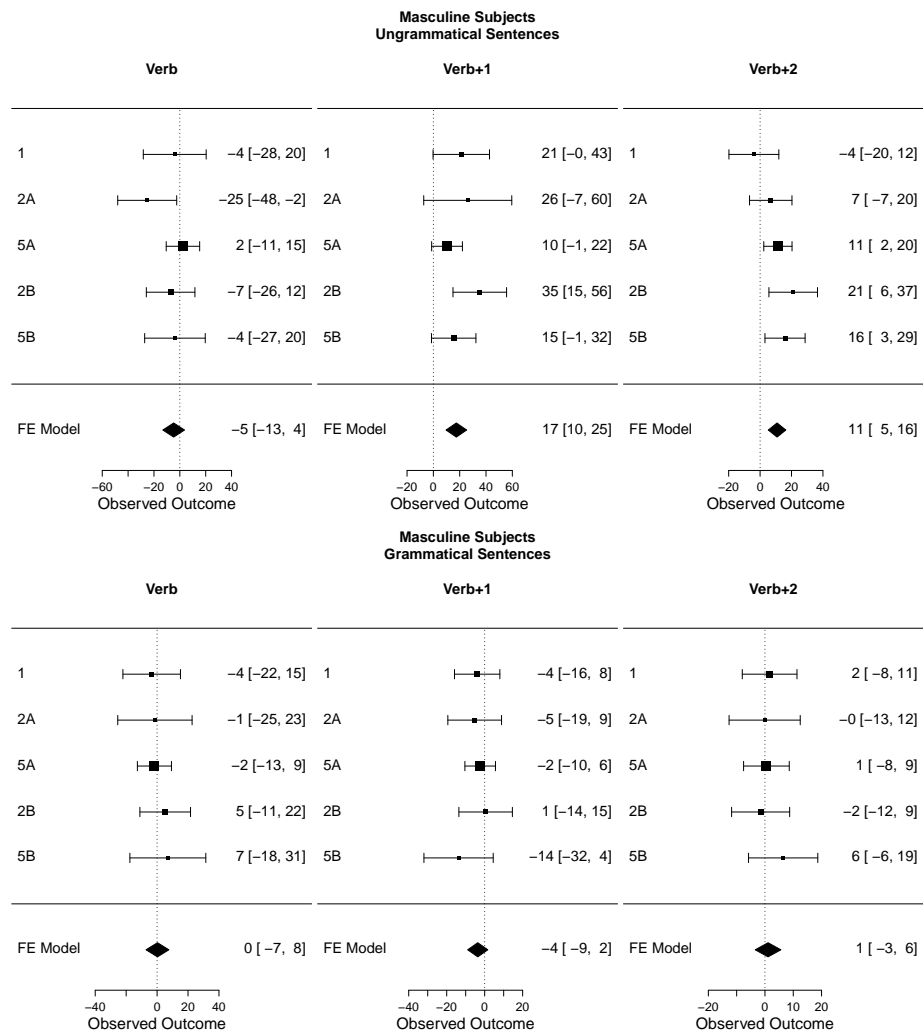 Masculine Subjects
Ungrammatical Sentences
Verb Verb+1 Verb+2
1 −4 [−28, 20] 1 21 [−0, 43] 1 −4 [−20, 12]
2A −25 [−48, −2] 2A 26 [−7, 60] 2A 7 [−7, 20]
5A 2 [−11, 15] 5A 10 [−1, 22] 5A 11 [ 2, 20]
2B −7 [−26, 12] 2B 35 [15, 56] 2B 21 [ 6, 37]
5B −4 [−27, 20] 5B 15 [−1, 32] 5B 16 [ 3, 29]
FE Model −5 [−13, 4] FE Model 17 [10, 25] FE Model 11 [ 5, 16]
−60 −20 0 20 40 −20 0 20 40 60 −20 0 20 40
Observed Outcome Observed Outcome Observed Outcome
Masculine Subjects
Grammatical Sentences
Verb Verb+1 Verb+2
1 −4 [−22, 15] 1 −4 [−16, 8] 1 2 [−8, 11]
2A −1 [−25, 23] 2A −5 [−19, 9] 2A −0 [−13, 12]
5A −2 [−13, 9] 5A −2 [−10, 6] 5A 1 [−8, 9]
2B 5 [−11, 22] 2B 1 [−14, 15] 2B −2 [−12, 9]
5B 7 [−18, 31] 5B −14 [−32, 4] 5B 6 [−6, 19]
FE Model 0 [ −7, 8] FE Model −4 [−9, 2] FE Model 1 [−3, 6]
−40 −20 0 20 40 −40 −20 0 20 −20 0 10 20
Observed Outcome Observed Outcome Observed Outcome